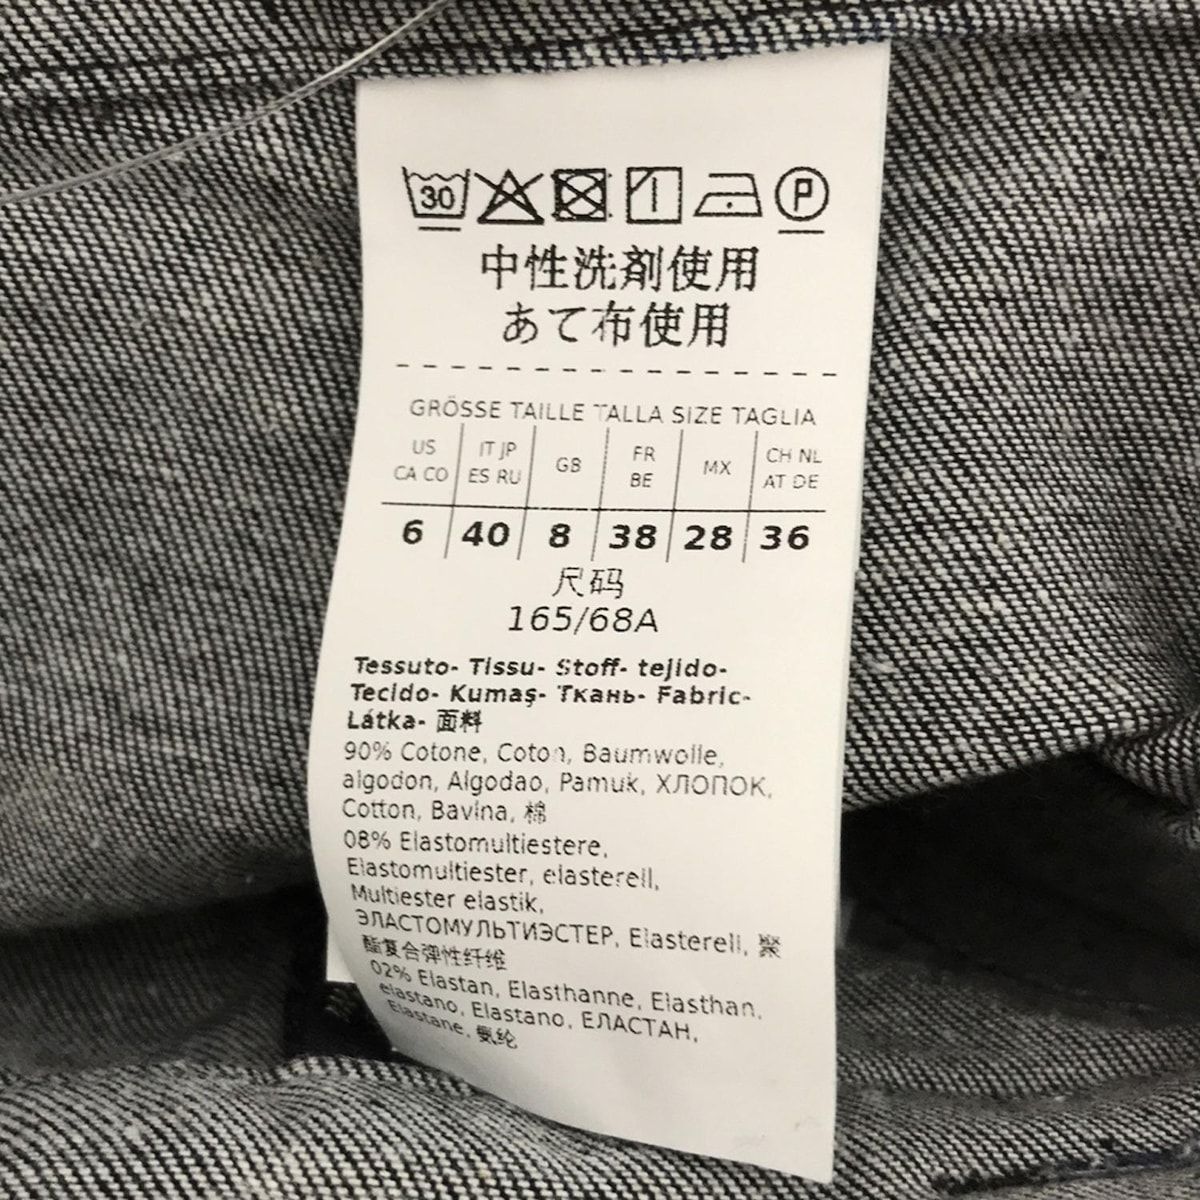 30 P
中性洗剤使用
あて布使用
GRÖSSE TAILLE TALLA SIZE TAGLIA
US CA CO IT JP ES RU GB FR BE MX CH NL AT DE
6 40 8 38 28 36
尺码
165/68A
Tessuto- Tissu- Stoff- tejido-
Tecido- Kumaş- Ткань- Fabric-
Látka- 面料
90% Cotone, Coton, Baumwolle,
algodon, Algodao, Pamuk, ХЛОПОК,
Cotton, Bavlna, 棉
08% Elastomultiestere,
Elastomultiester, elasterell,
Multiester elastik,
ЭЛАСТОМУЛЬТИЭСТЕР, Elasterell, 聚
酯复合弹性纤维
02% Elastan, Elasthanne, Elasthan,
elastano, Elastano, ЕЛАСТАН,
Elastane, 氨纶